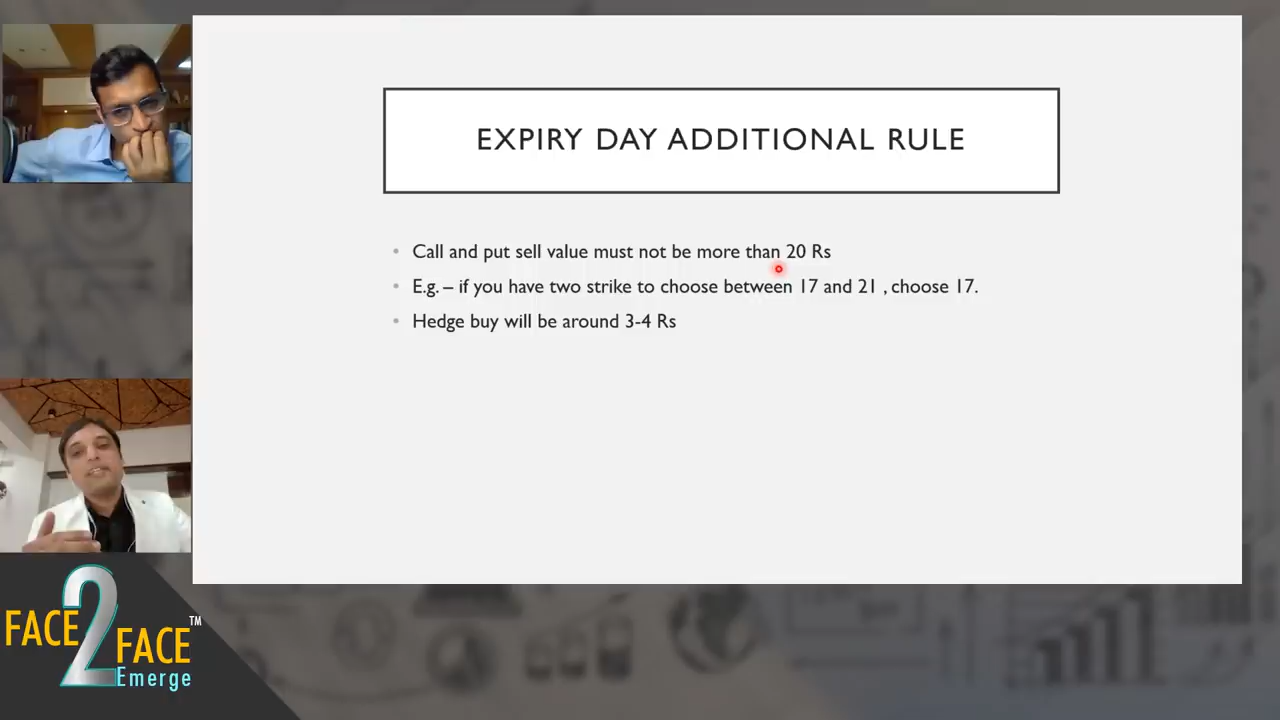 EXPIRY DAY ADDITIONAL RULE
• Call and put sell value must not be more than 20 Rs
• E.g. – if you have two strike to choose between 17 and 21 , choose 17.
• Hedge buy will be around 3-4 Rs
FACE 2 FACE™
Emerge